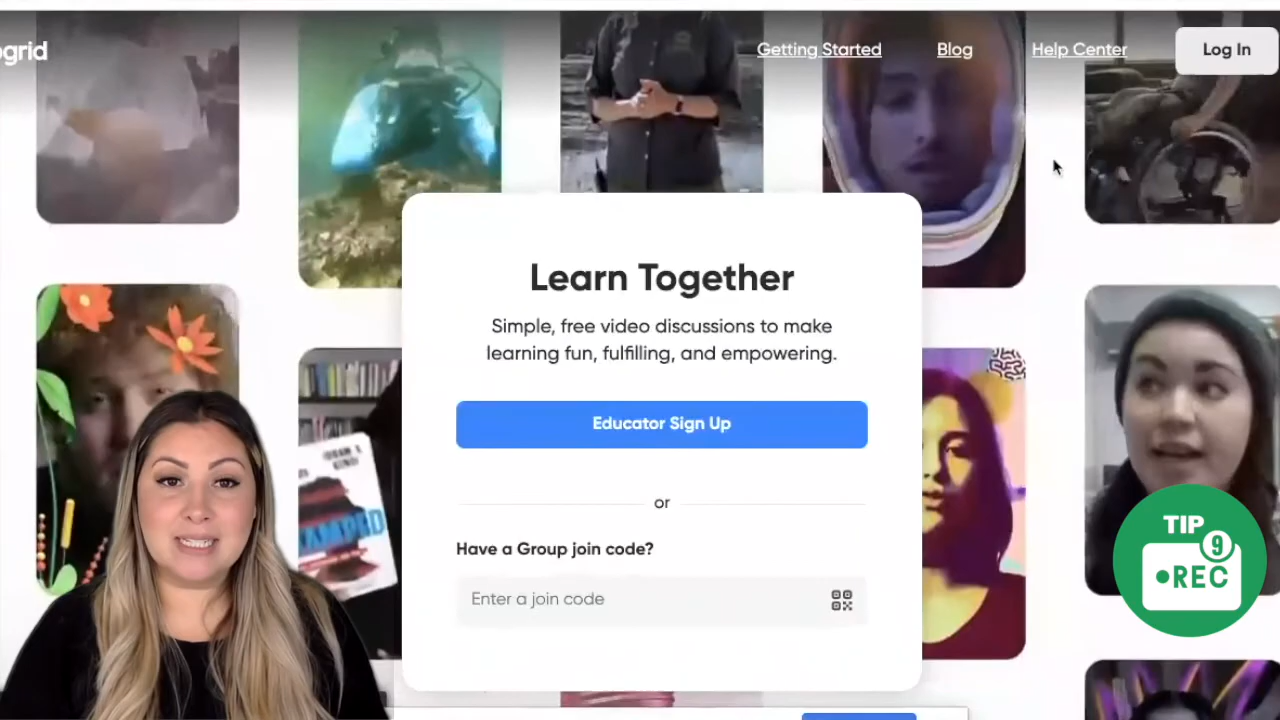 Getting Started
Blog
Help Center
Log In
Learn Together
Simple, free video discussions to make
learning fun, fulfilling, and empowering.
Educator Sign Up
or
Have a Group join code?
Enter a join code
TIP
9
REC